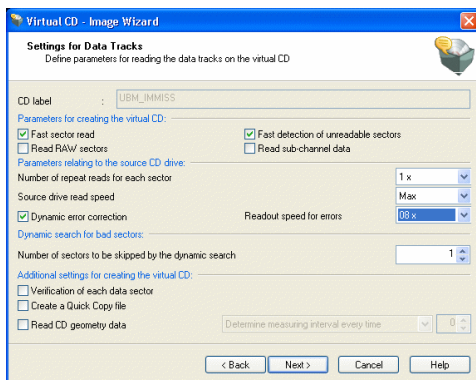 Virtual CD - Image Wizard
Settings for Data Tracks
Define parameters for reading the data tracks on the virtual CD
CD label : UBM_IMMISS
Parameters for creating the virtual CD:
Fast sector read Fast detection of unreadable sectors
Read RAW sectors Read sub-channel data
Parameters relating to the source CD drive:
Number of repeat reads for each sector 1 x
Source drive read speed Max
Dynamic error correction Readout speed for errors 08 x
Dynamic search for bad sectors:
Number of sectors to be skipped by the dynamic search 1
Additional settings for creating the virtual CD:
Verification of each data sector
Create a Quick Copy file
Read CD geometry data Determine measuring interval every time 0
< Back Next > Cancel Help